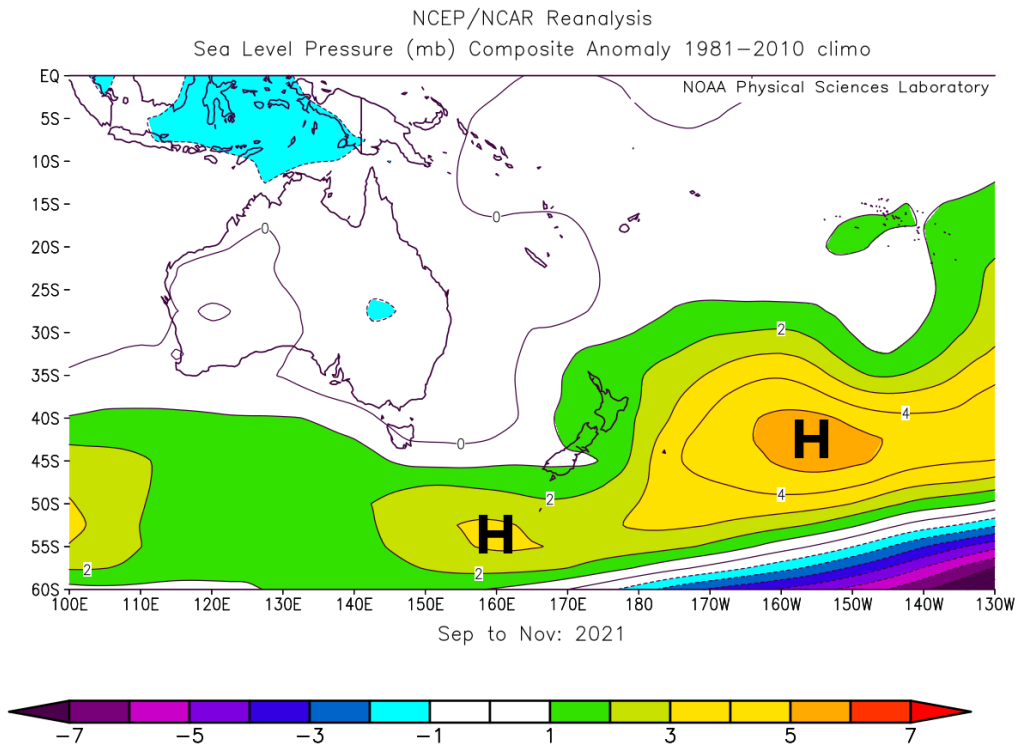 NCEP/NCAR Reanalysis
Sea Level Pressure (mb) Composite Anomaly 1981−2010 climo
NOAA Physical Sciences Laboratory
EQ
5S
10S
15S
0
0
20S
25S
30S
2
35S
40S
4
H
0
45S
4
50S
2
H
55S
2
2
60S
100E 110E 120E 130E 140E 150E 160E 170E 180 170W 160W 150W 140W 130W
Sep to Nov: 2021
−7 −5 −3 −1 1 3 5 7